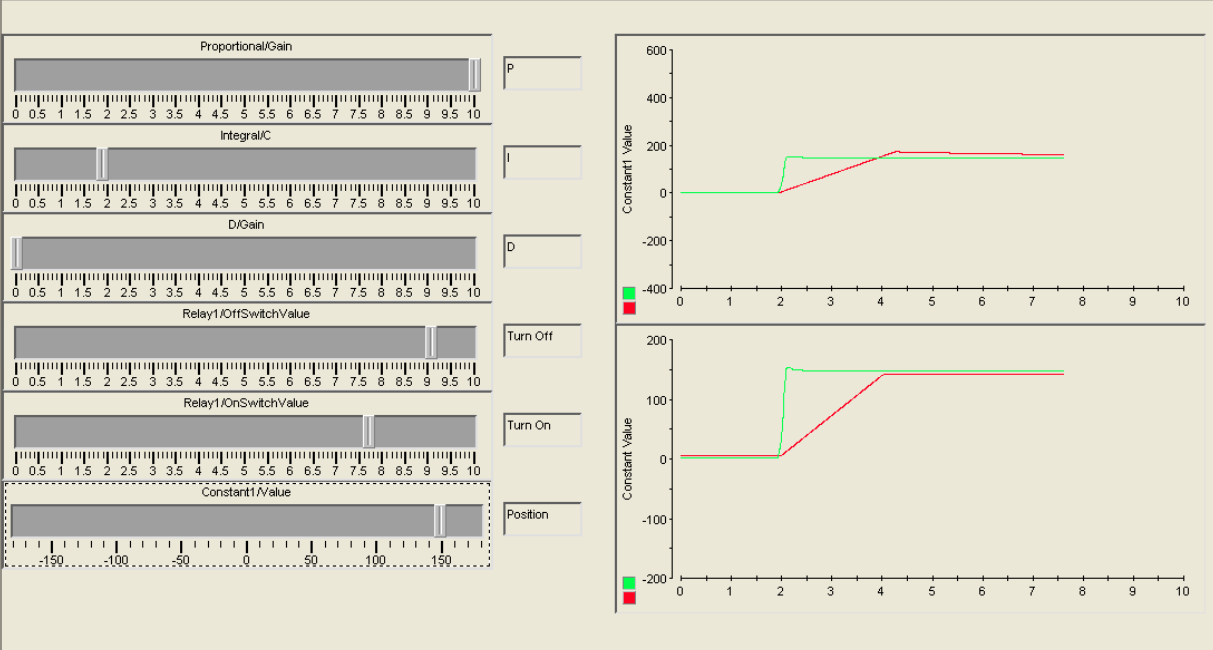 Proportional/Gain
0 0.5 1 1.5 2 2.5 3 3.5 4 4.5 5 5.5 6 6.5 7 7.5 8 8.5 9 9.5 10
P
Integral/C
0 0.5 1 1.5 2 2.5 3 3.5 4 4.5 5 5.5 6 6.5 7 7.5 8 8.5 9 9.5 10
I
D/Gain
0 0.5 1 1.5 2 2.5 3 3.5 4 4.5 5 5.5 6 6.5 7 7.5 8 8.5 9 9.5 10
D
Relay1/OffSwitchValue
0 0.5 1 1.5 2 2.5 3 3.5 4 4.5 5 5.5 6 6.5 7 7.5 8 8.5 9 9.5 10
Turn Off
Relay1/OnSwitchValue
0 0.5 1 1.5 2 2.5 3 3.5 4 4.5 5 5.5 6 6.5 7 7.5 8 8.5 9 9.5 10
Turn On
Constant1/Value
-150 -100 -50 0 50 100 150
Position
600
400
200
0
-200
-400
Constant1 Value
0 1 2 3 4 5 6 7 8 9 10
200
100
0
-100
-200
Constant Value
0 1 2 3 4 5 6 7 8 9 10